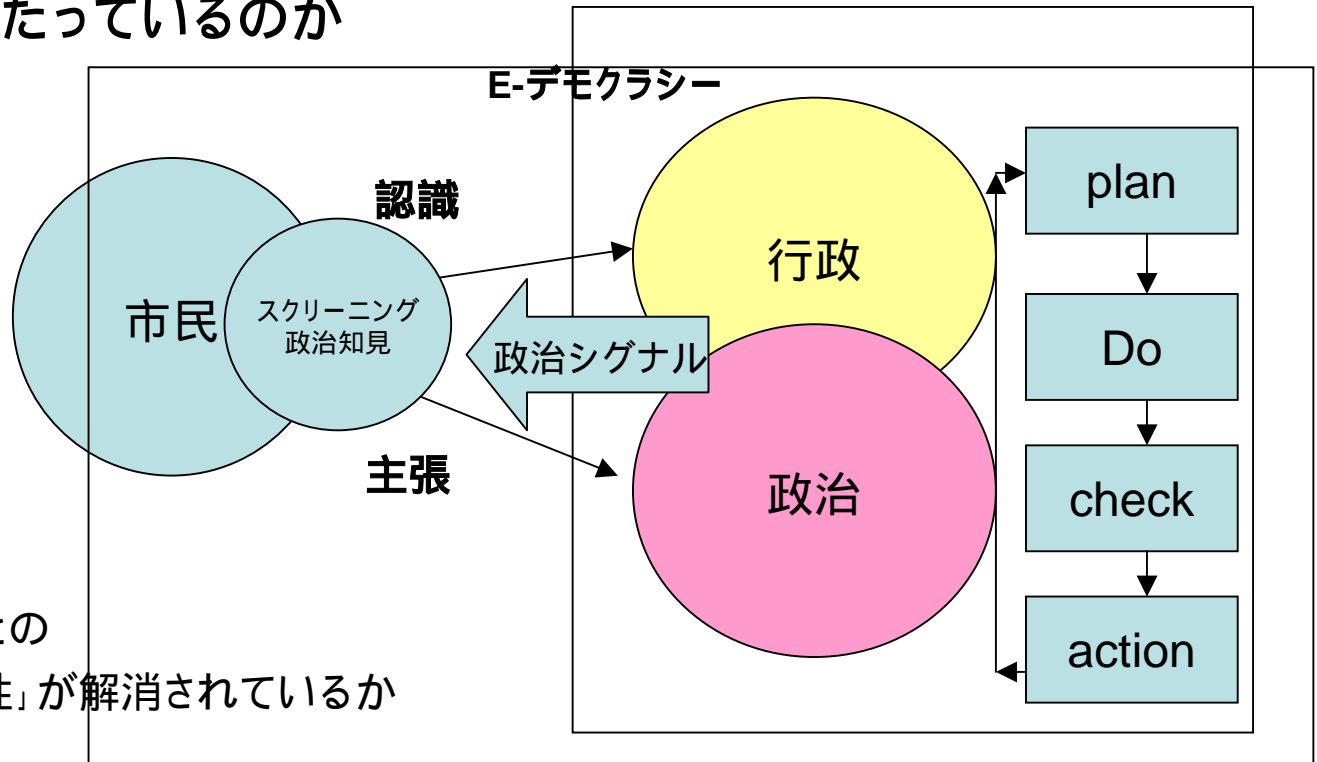 たっているのか
E-デモクラシー
認識
市民
スクリーニング
政治知見
政治シグナル
主張
行政
政治
plan
Do
check
action
の
」が解消されているか